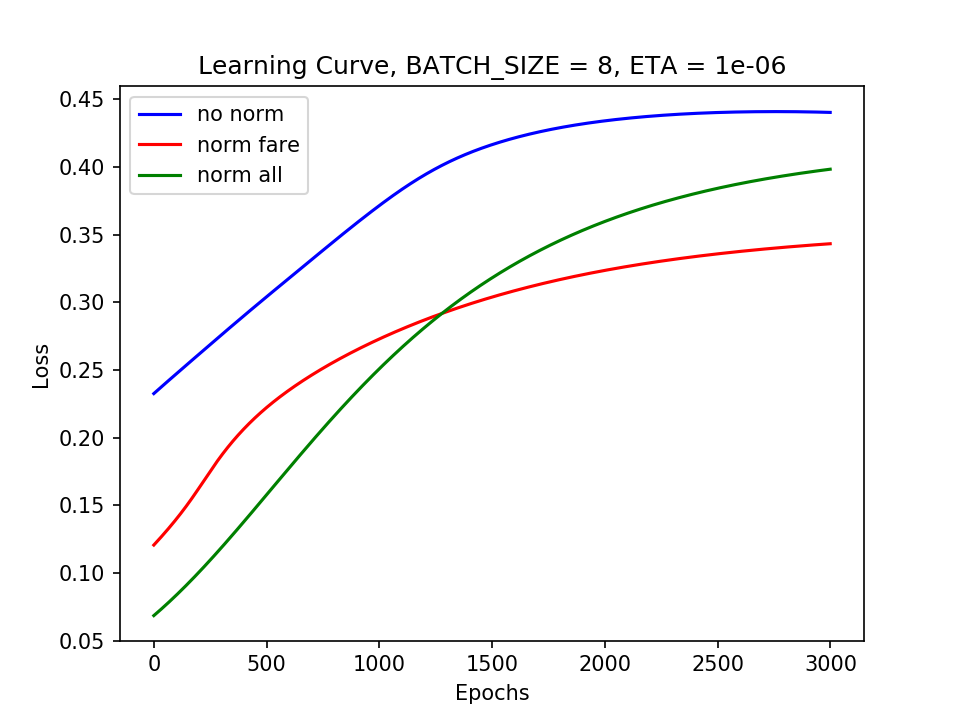 Learning Curve, BATCH_SIZE = 8, ETA = 1e-06
no norm
norm fare
norm all
0.45
0.40
0.35
0.30
0.25
0.20
0.15
0.10
0.05
Loss
0 500 1000 1500 2000 2500 3000
Epochs